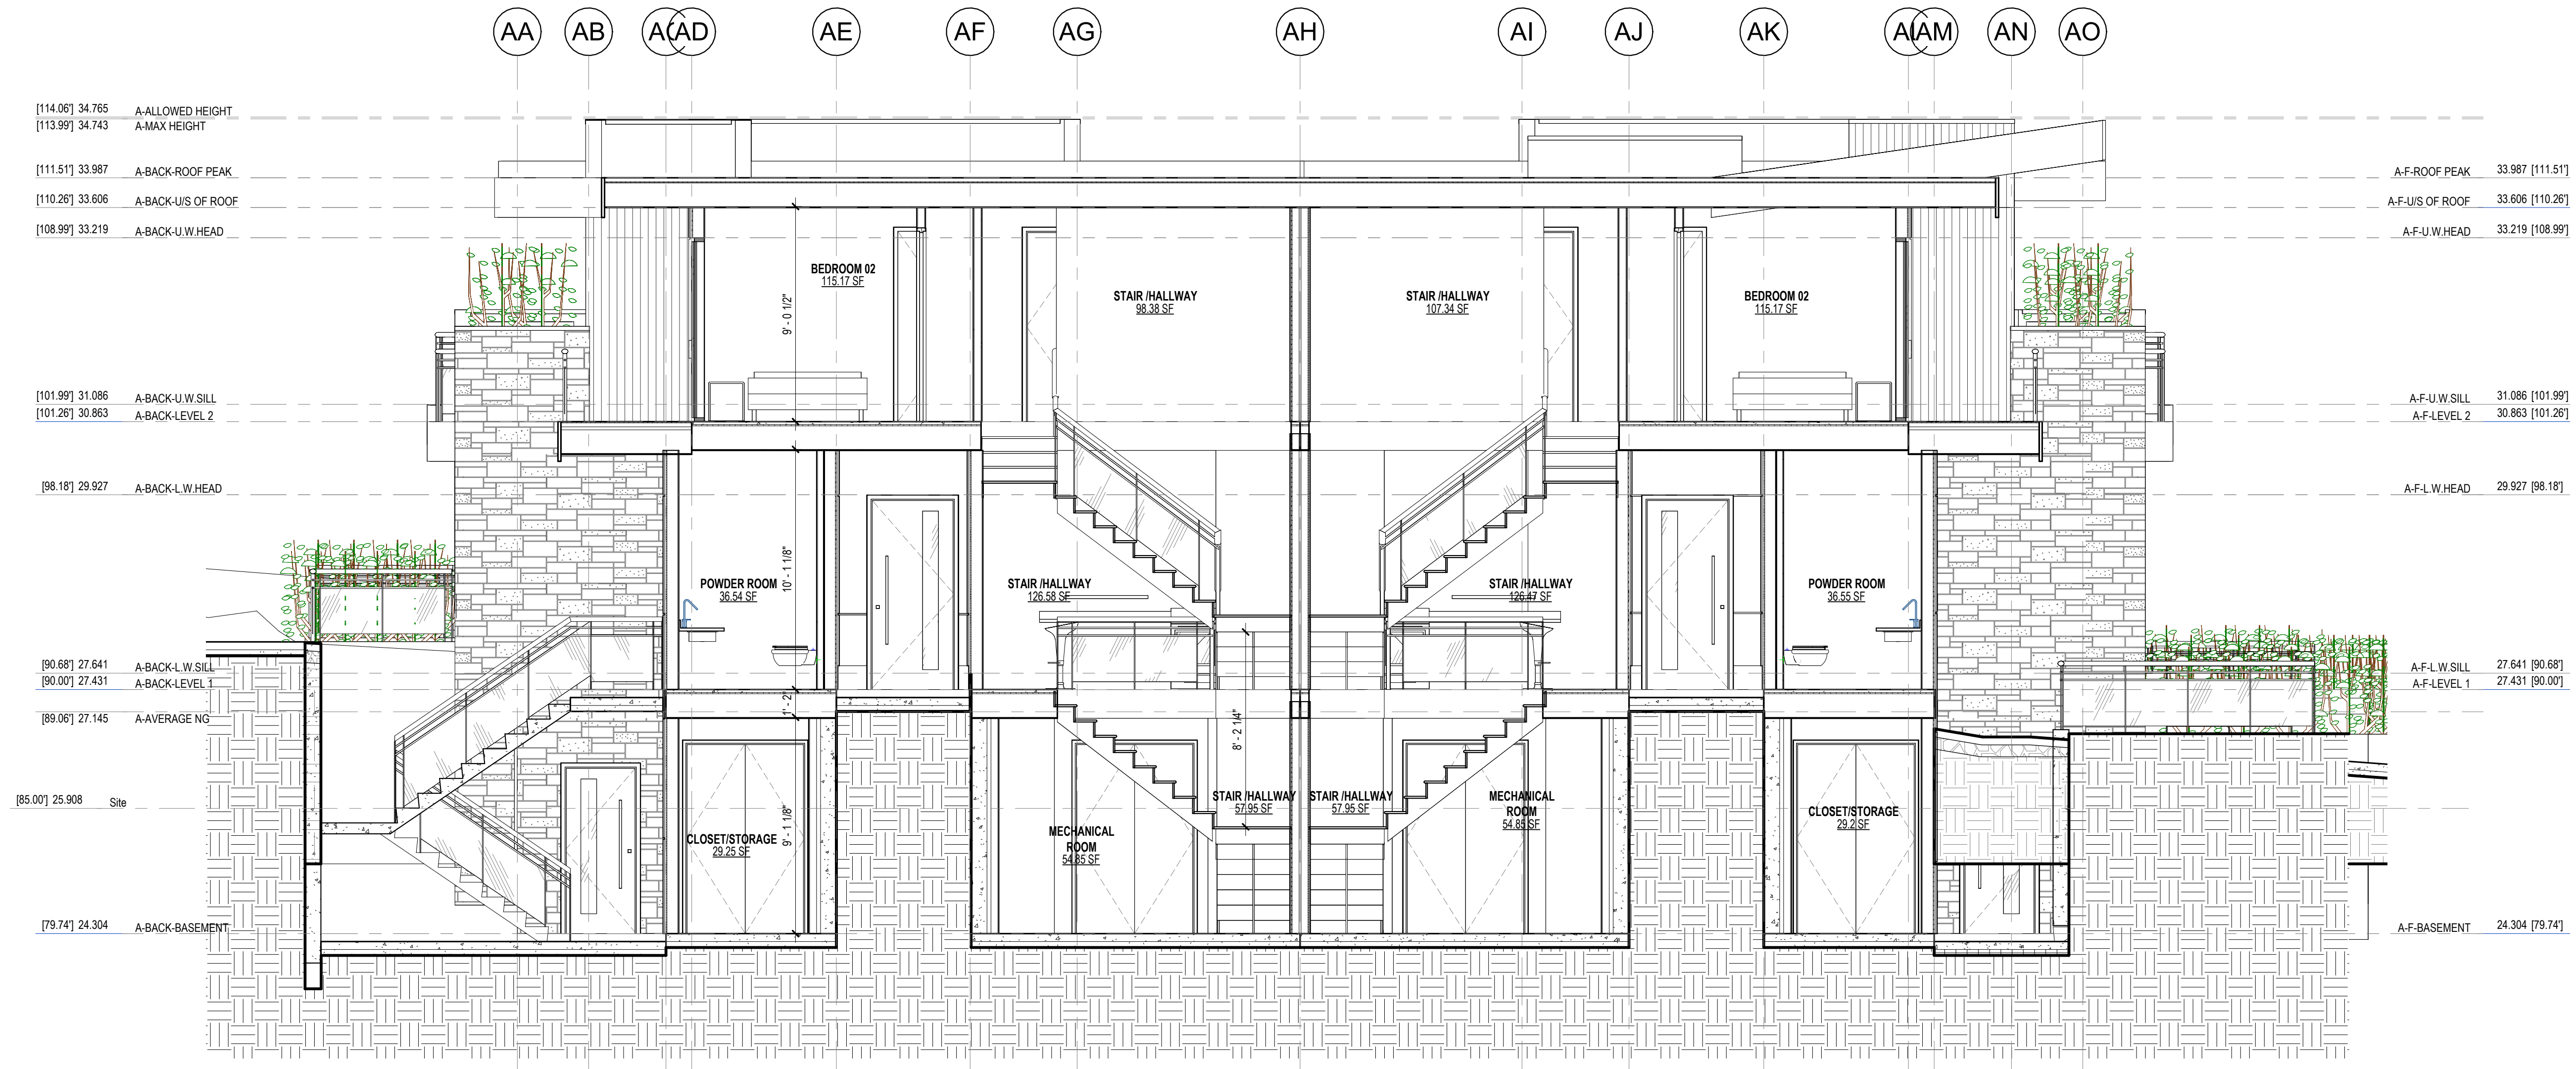 AA AB AC AD AE AF AG AH AI AJ AK AL AM AN AO
[114.06'] 34.765 A-ALLOWED HEIGHT
[113.99'] 34.743 A-MAX HEIGHT
[111.51'] 33.987 A-BACK-ROOF PEAK
A-F-ROOF PEAK 33.987 [111.51']
[110.26'] 33.606 A-BACK-U/S OF ROOF
A-F-U/S OF ROOF 33.606 [110.26']
[108.99'] 33.219 A-BACK-U.W.HEAD
A-F-U.W.HEAD 33.219 [108.99']
BEDROOM 02
115.17 SF
9' - 0 1/2"
STAIR /HALLWAY
98.38 SF
STAIR /HALLWAY
107.34 SF
BEDROOM 02
115.17 SF
[101.99'] 31.086 A-BACK-U.W.SILL
A-F-U.W.SILL 31.086 [101.99']
[101.26'] 30.863 A-BACK-LEVEL 2
A-F-LEVEL 2 30.863 [101.26']
[98.18'] 29.927 A-BACK-L.W.HEAD
A-F-L.W.HEAD 29.927 [98.18']
POWDER ROOM
36.54 SF
10' - 1 1/8"
STAIR /HALLWAY
126.58 SF
STAIR /HALLWAY
126.47 SF
POWDER ROOM
36.55 SF
[90.68'] 27.641 A-BACK-L.W.SILL
A-F-L.W.SILL 27.641 [90.68']
[90.00'] 27.431 A-BACK-LEVEL 1
A-F-LEVEL 1 27.431 [90.00']
1' - 2"
8' - 2 1/4"
[89.06'] 27.145 A-AVERAGE NG
[85.00'] 25.908 Site
CLOSET/STORAGE
29.25 SF
9' - 1 1/8"
MECHANICAL
ROOM
54.85 SF
STAIR /HALLWAY
57.95 SF
STAIR /HALLWAY
57.95 SF
MECHANICAL
ROOM
54.85 SF
CLOSET/STORAGE
29.2 SF
[79.74'] 24.304 A-BACK-BASEMENT
A-F-BASEMENT 24.304 [79.74']